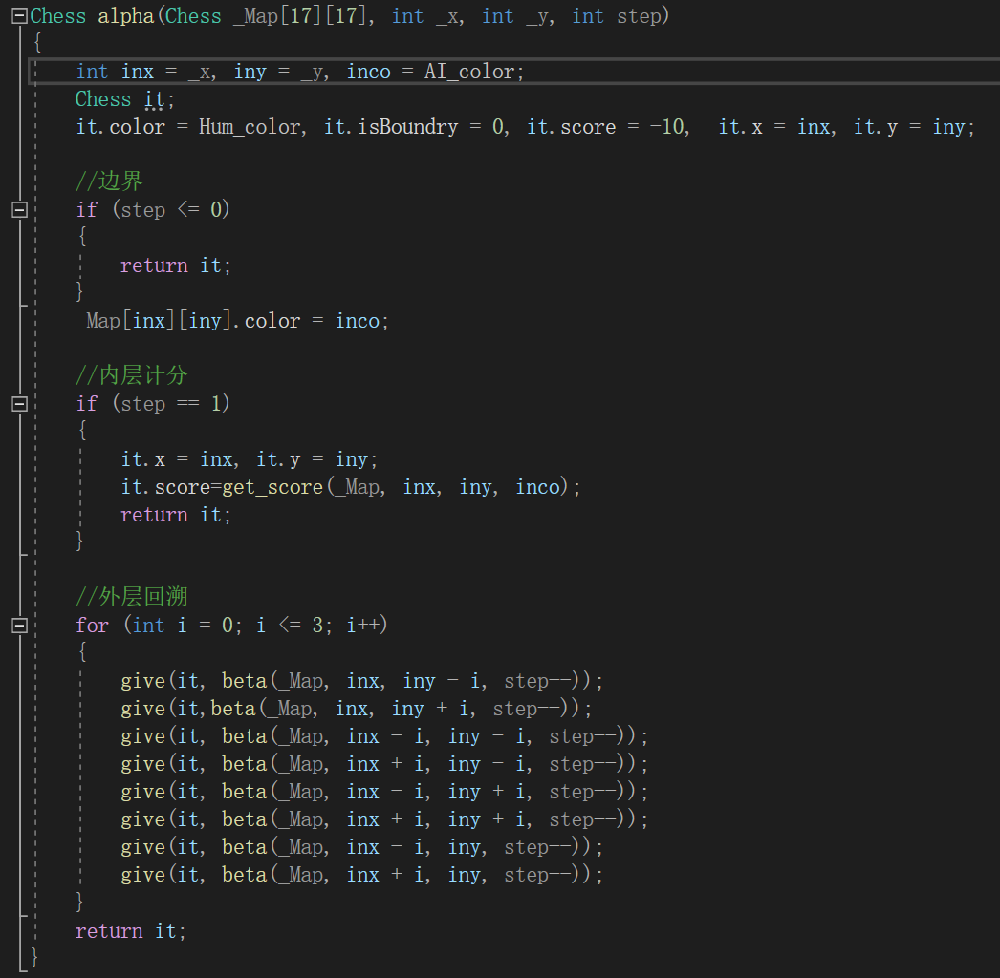 Chess alpha(Chess _Map[17][17], int _x, int _y, int step)
{
int inx = _x, iny = _y, inco = AI_color;
Chess it;
it.color = Hum_color, it.isBoundry = 0, it.score = -10,  it.x = inx, it.y = iny;
//边界
if (step <= 0)
{
return it;
}
_Map[inx][iny].color = inco;
//内层计分
if (step == 1)
{
it.x = inx, it.y = iny;
it.score=get_score(_Map, inx, iny, inco);
return it;
}
//外层回溯
for (int i = 0; i <= 3; i++)
{
give(it, beta(_Map, inx, iny - i, step--));
give(it,beta(_Map, inx, iny + i, step--));
give(it, beta(_Map, inx - i, iny - i, step--));
give(it, beta(_Map, inx + i, iny - i, step--));
give(it, beta(_Map, inx - i, iny + i, step--));
give(it, beta(_Map, inx + i, iny + i, step--));
give(it, beta(_Map, inx - i, iny, step--));
give(it, beta(_Map, inx + i, iny, step--));
}
return it;
}